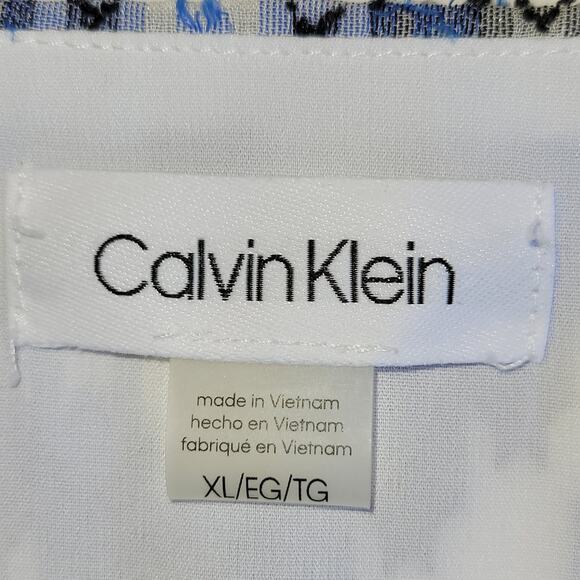 Calvin Klein
made in Vietnam
hecho en Vietnam
fabriqué en Vietnam
XL/EG/TG